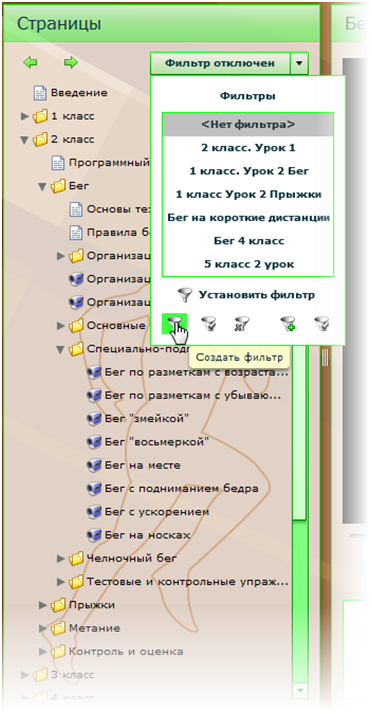 Страницы
Бе
Фильтр отключен
Введение
Фильтры
1 класс
<Нет фильтра>
2 класс
2 класс. Урок 1
Программный
1 класс. Урок 2 Бег
Бег
1 класс Урок 2 Прыжки
Основы те
Бег на короткие дистанции
Правила б
Бег 4 класс
Организац
5 класс 2 урок
Организа
Организац
Установить фильтр
Основные
Создать фильтр
Специально-под
Бег по разметкам с возраста...
Бег по разметкам с убываю...
Бег "змейкой"
Бег "восьмеркой"
Бег на месте
Бег с подниманием бедра
Бег с ускорением
Бег на носках
Челночный бег
Тестовые и контрольные упраж...
Прыжки
Метание
Контроль и оценка
3 класс
4 класс